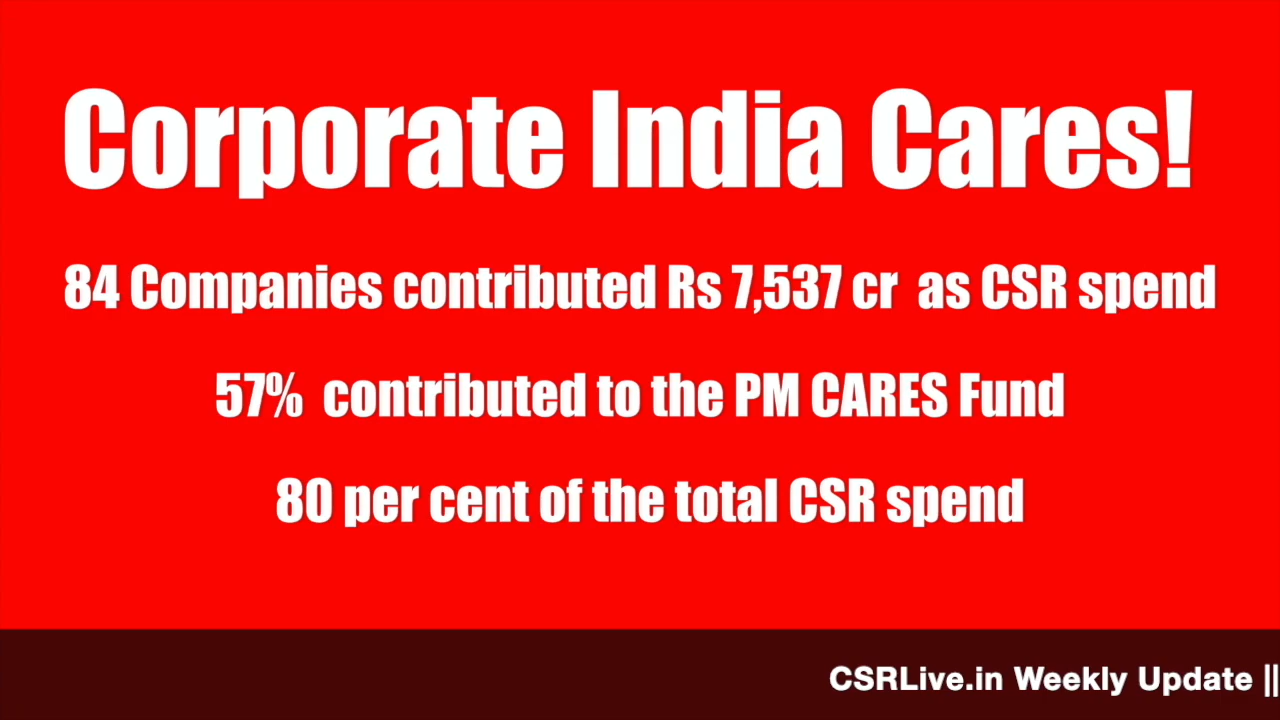 Corporate India Cares!
84 Companies contributed Rs 7,537 cr as CSR spend
57% contributed to the PM CARES Fund
80 per cent of the total CSR spend
CSRLive.in Weekly Update ||